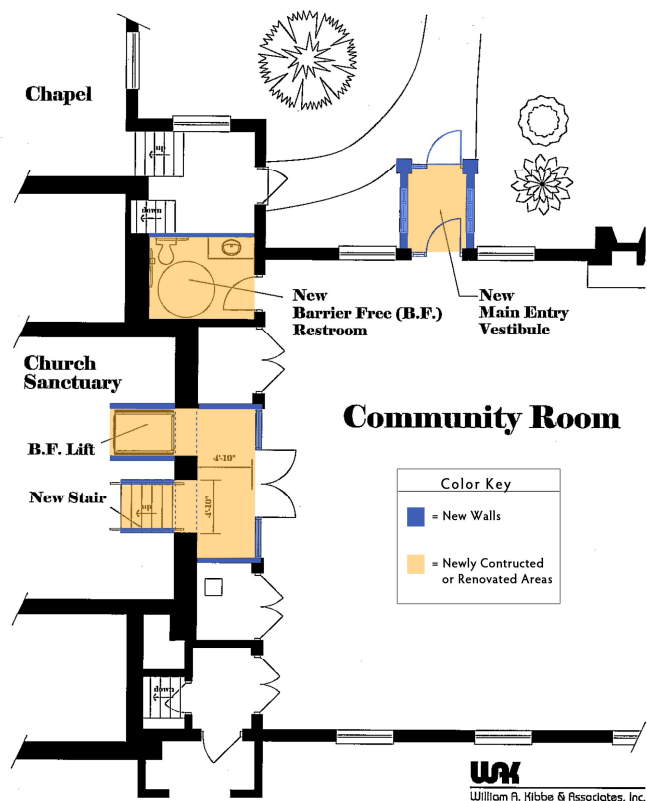 Chapel
up
down
New
Barrier Free (B.F.)
Restroom
New
Main Entry
Vestibule
Church
Sanctuary
Community Room
B.F. Lift
4'-10"
New Stair
4'-10"
up
Color Key
= New Walls
= Newly Contructed
or Renovated Areas
down
WAK
William A. Kibbe & Associates, Inc.